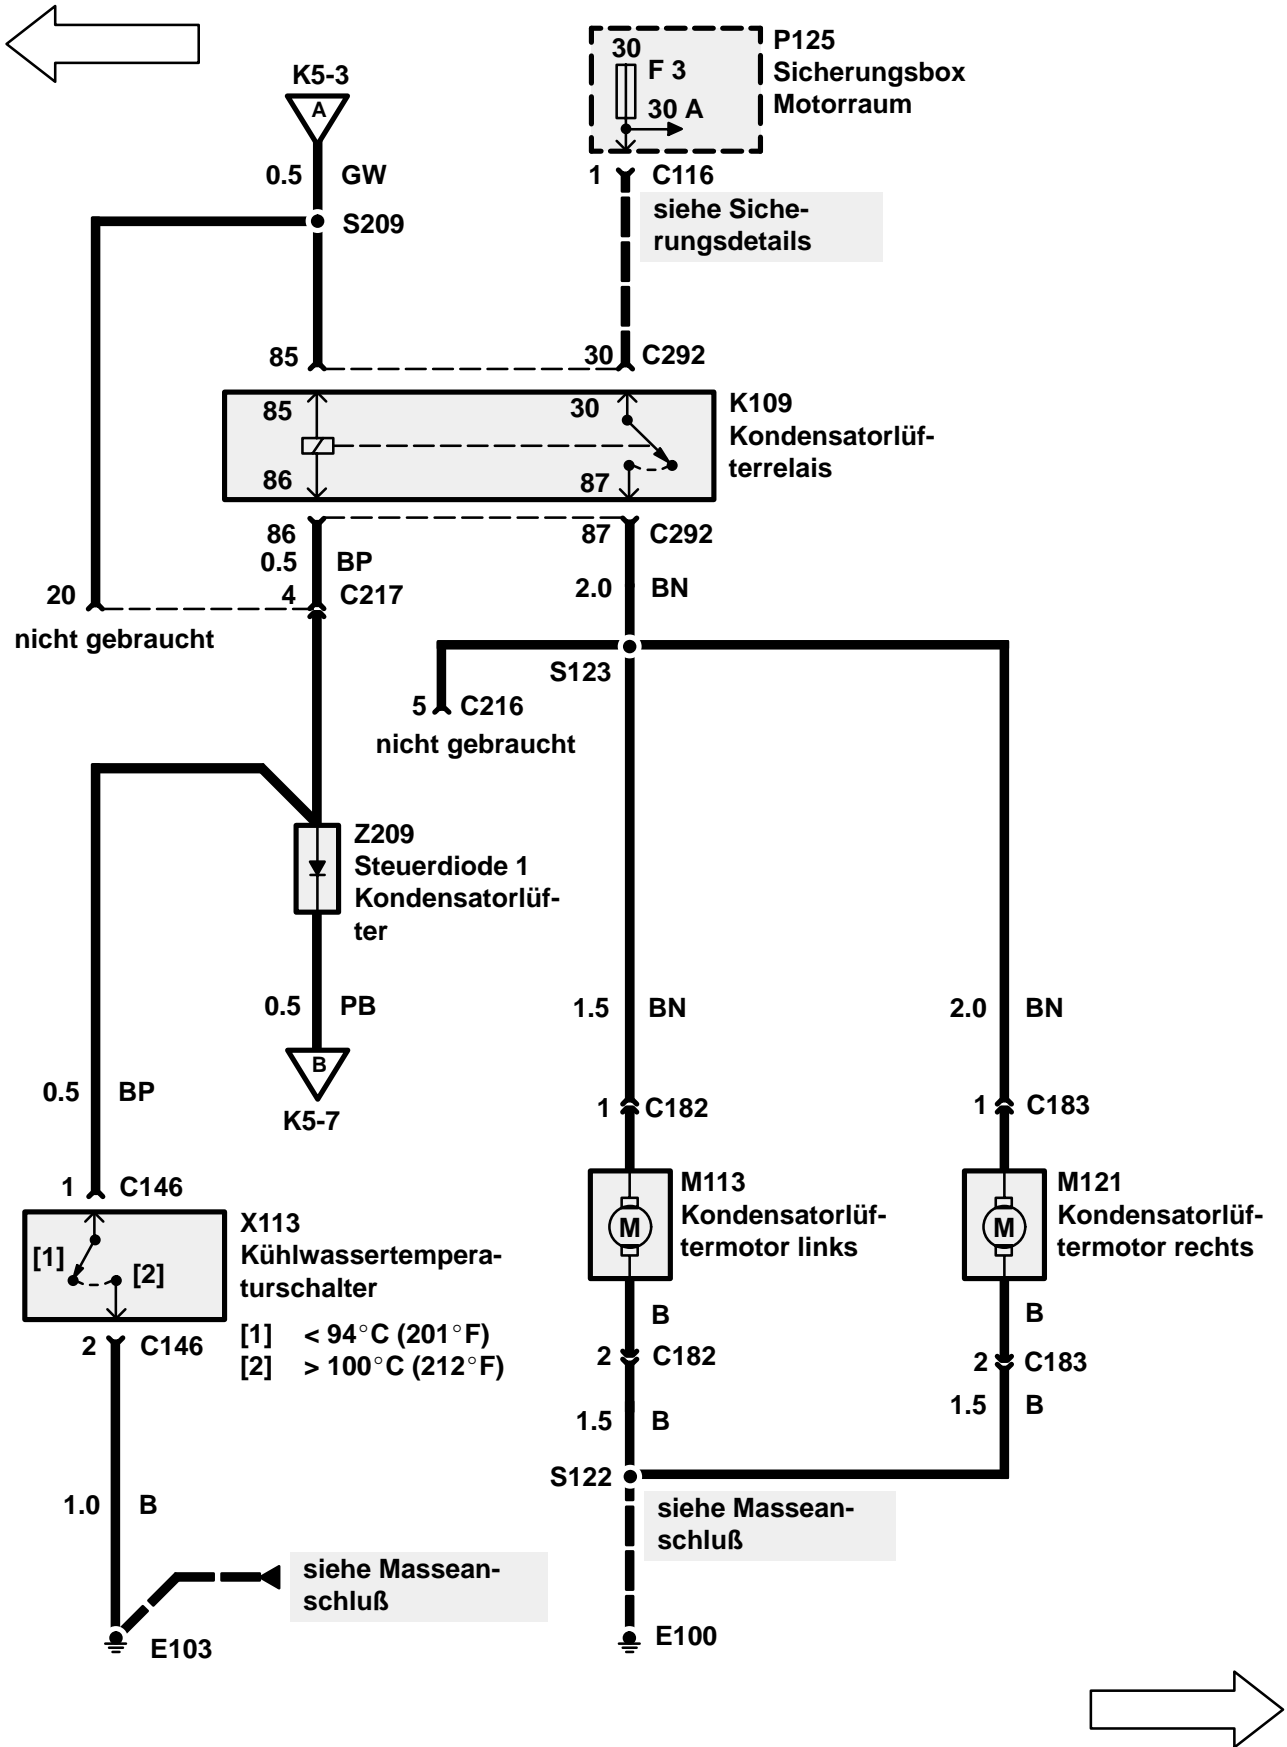 K5-3
A
0.5 GW
S209
30
F 3
30 A
P125
Sicherungsbox
Motorraum
1 C116
siehe Siche-
rungsdetails
85
30 C292
85
30
86
87
K109
Kondensatorlüf-
terrelais
86
87 C292
0.5 BP
2.0 BN
20
4 C217
nicht gebraucht
S123
5 C216
nicht gebraucht
Z209
Steuerdiode 1
Kondensatorlüf-
ter
0.5 PB
1.5 BN
2.0 BN
B
K5-7
0.5 BP
1 C182
1 C183
1 C146
[1]
[2]
X113
Kühlwassertempera-
turschalter
[1] < 94°C (201°F)
[2] > 100°C (212°F)
M
M113
Kondensatorlüf-
termotor links
M
M121
Kondensatorlüf-
termotor rechts
B
B
2 C146
2 C182
2 C183
1.5 B
1.5 B
S122
1.0 B
siehe Massean-
schluß
siehe Massean-
schluß
E103
E100